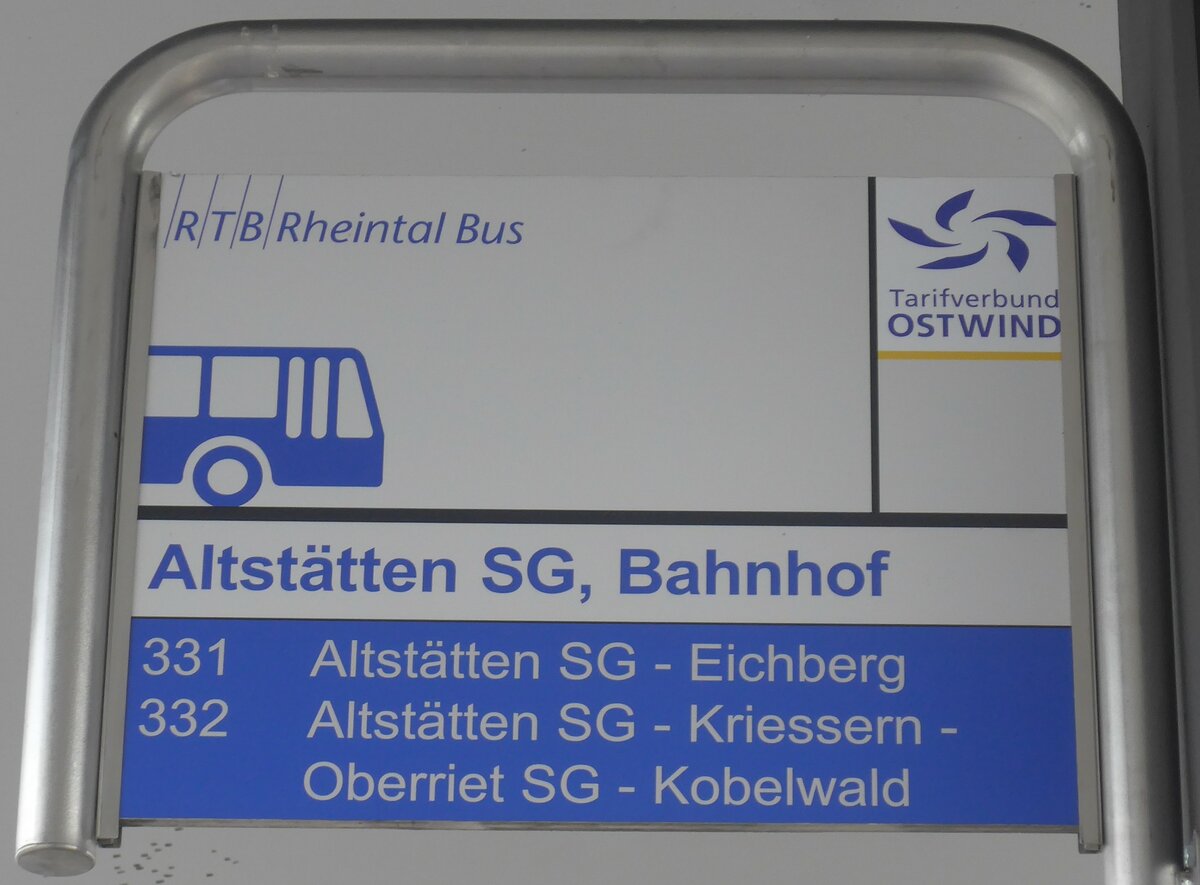 RTB Rheintal Bus
Tarifverbund
OSTWIND
Altstätten SG, Bahnhof
331 Altstätten SG - Eichberg
332 Altstätten SG - Kriessern -
Oberriet SG - Kobelwald